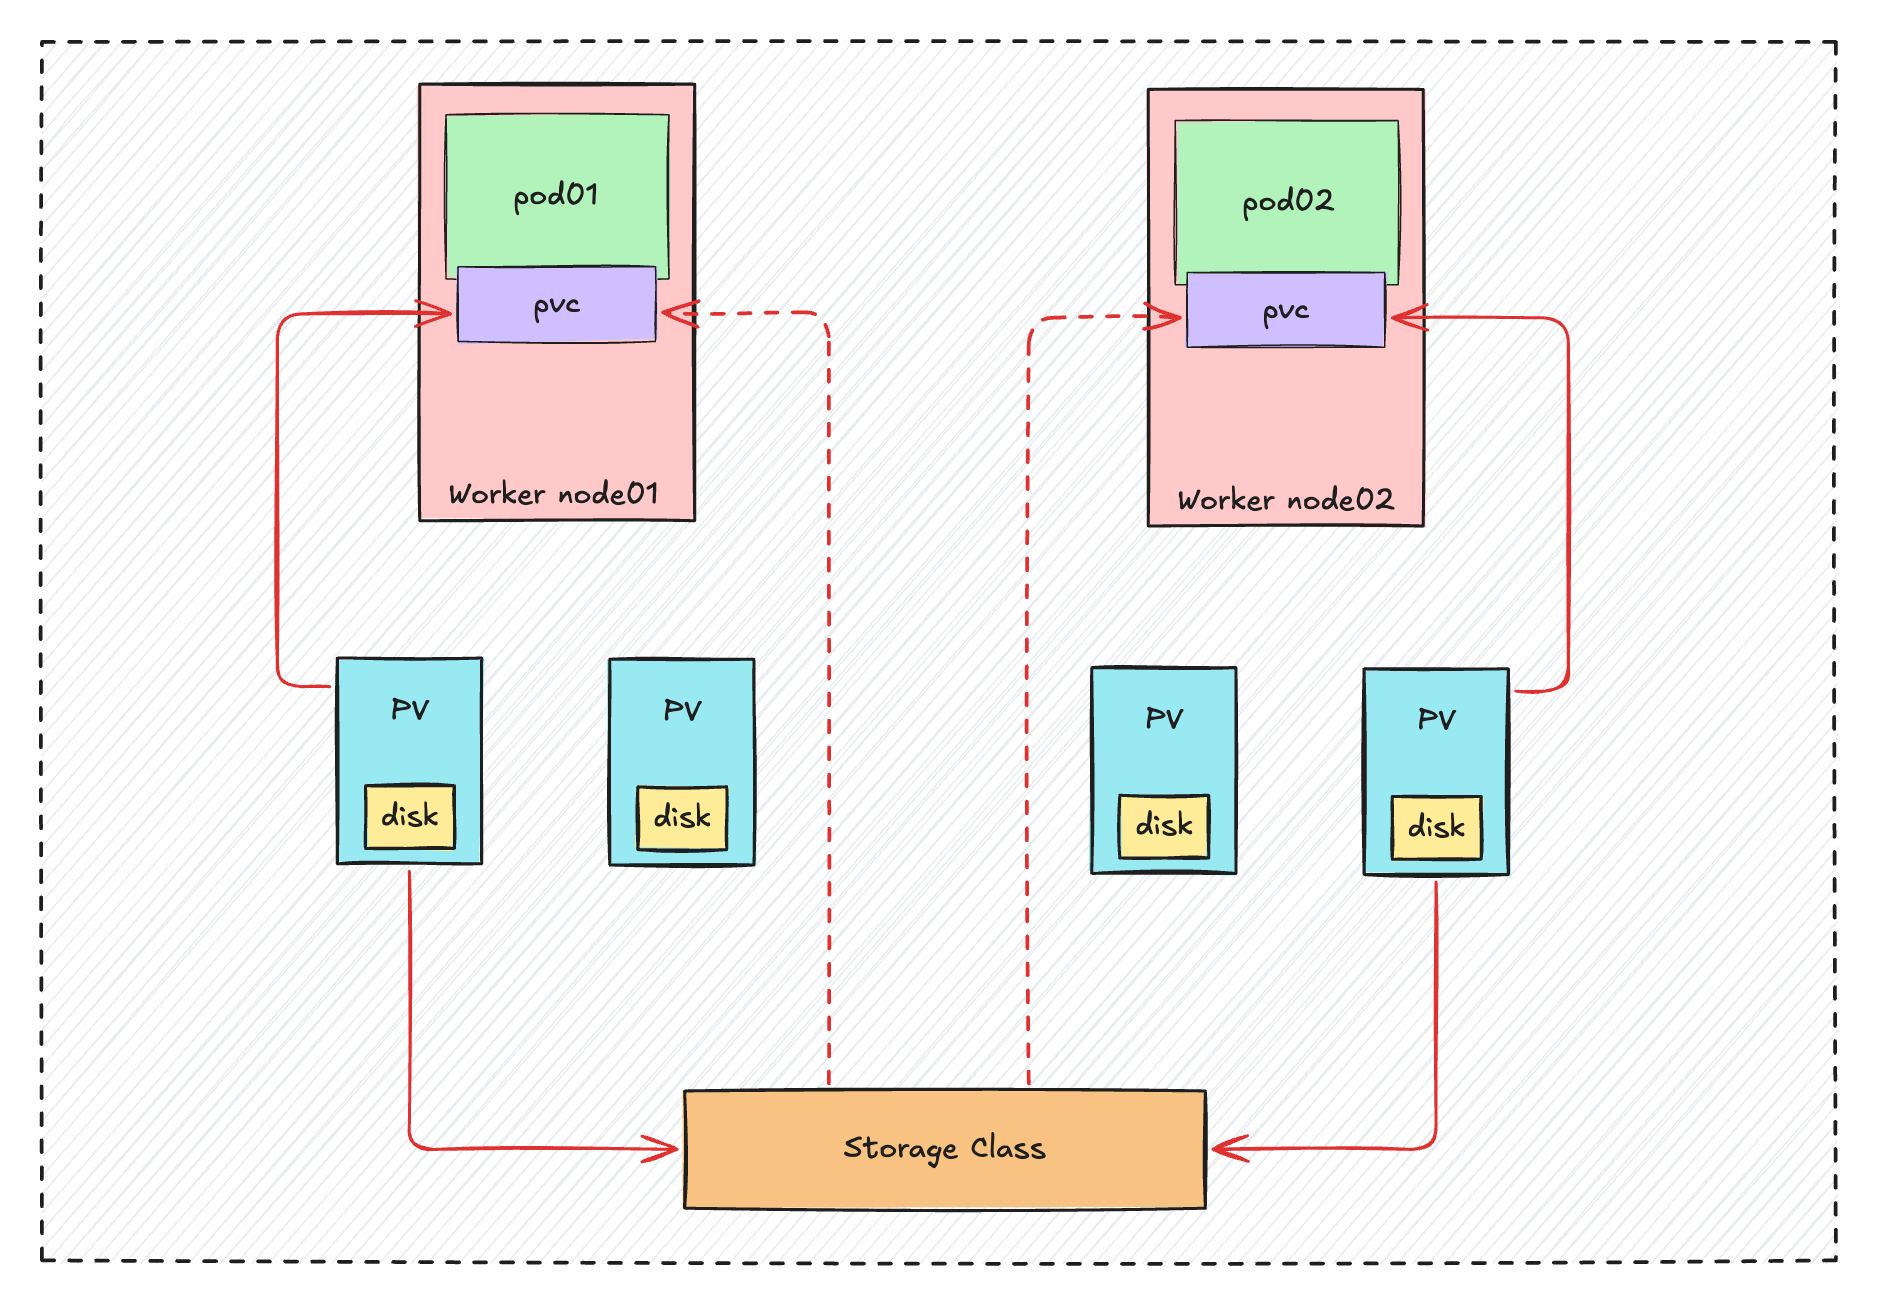 pod01
pvc
Worker node01
pod02
pvc
Worker node02
PV
disk
PV
disk
PV
disk
PV
disk
Storage Class